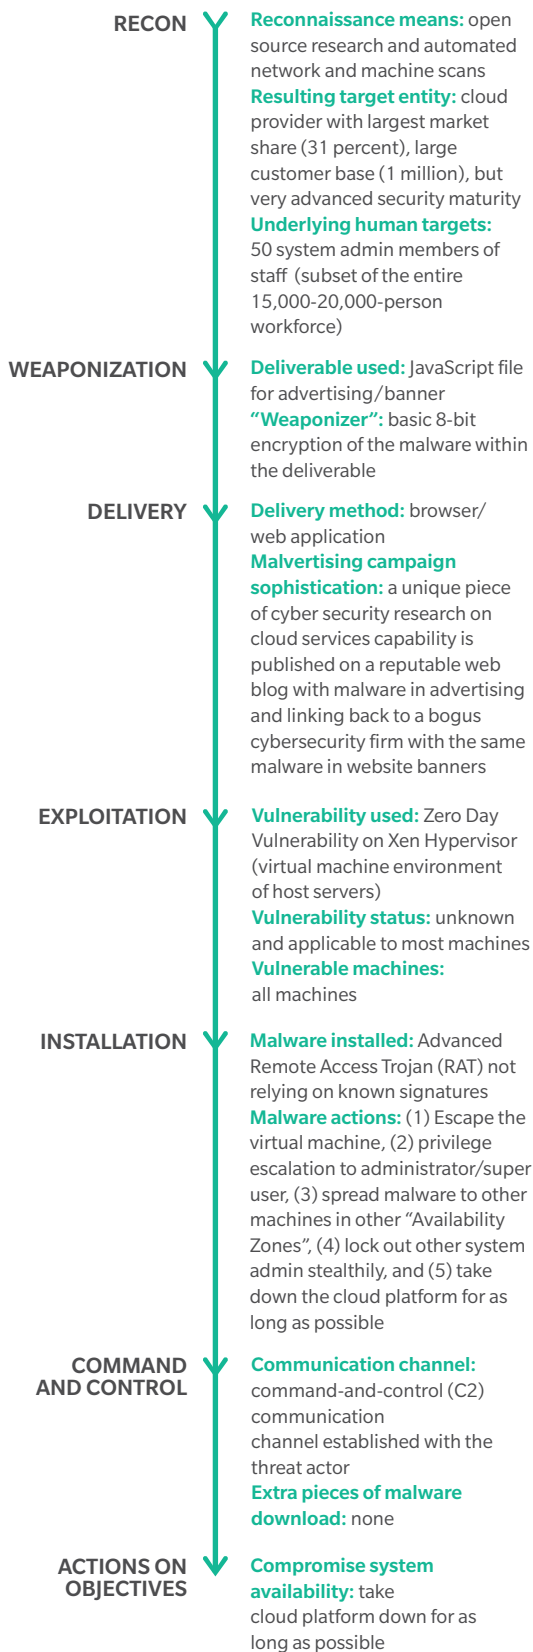 RECON
Reconnaissance means: open
source research and automated
network and machine scans
Resulting target entity: cloud
provider with largest market
share (31 percent), large
customer base (1 million), but
very advanced security maturity
Underlying human targets:
50 system admin members of
staff (subset of the entire
15,000-20,000-person
workforce)
WEAPONIZATION
Deliverable used: JavaScript file
for advertising/banner
“Weaponizer”: basic 8-bit
encryption of the malware within
the deliverable
DELIVERY
Delivery method: browser/
web application
Malvertising campaign
sophistication: a unique piece
of cyber security research on
cloud services capability is
published on a reputable web
blog with malware in advertising
and linking back to a bogus
cybersecurity firm with the same
malware in website banners
EXPLOITATION
Vulnerability used: Zero Day
Vulnerability on Xen Hypervisor
(virtual machine environment
of host servers)
Vulnerability status: unknown
and applicable to most machines
Vulnerable machines:
all machines
INSTALLATION
Malware installed: Advanced
Remote Access Trojan (RAT) not
relying on known signatures
Malware actions: (1) Escape the
virtual machine, (2) privilege
escalation to administrator/super
user, (3) spread malware to other
machines in other “Availability
Zones”, (4) lock out other system
admin stealthily, and (5) take
down the cloud platform for as
long as possible
COMMAND
AND CONTROL
Communication channel:
command-and-control (C2)
communication
channel established with the
threat actor
Extra pieces of malware
download: none
ACTIONS ON
OBJECTIVES
Compromise system
availability: take
cloud platform down for as
long as possible